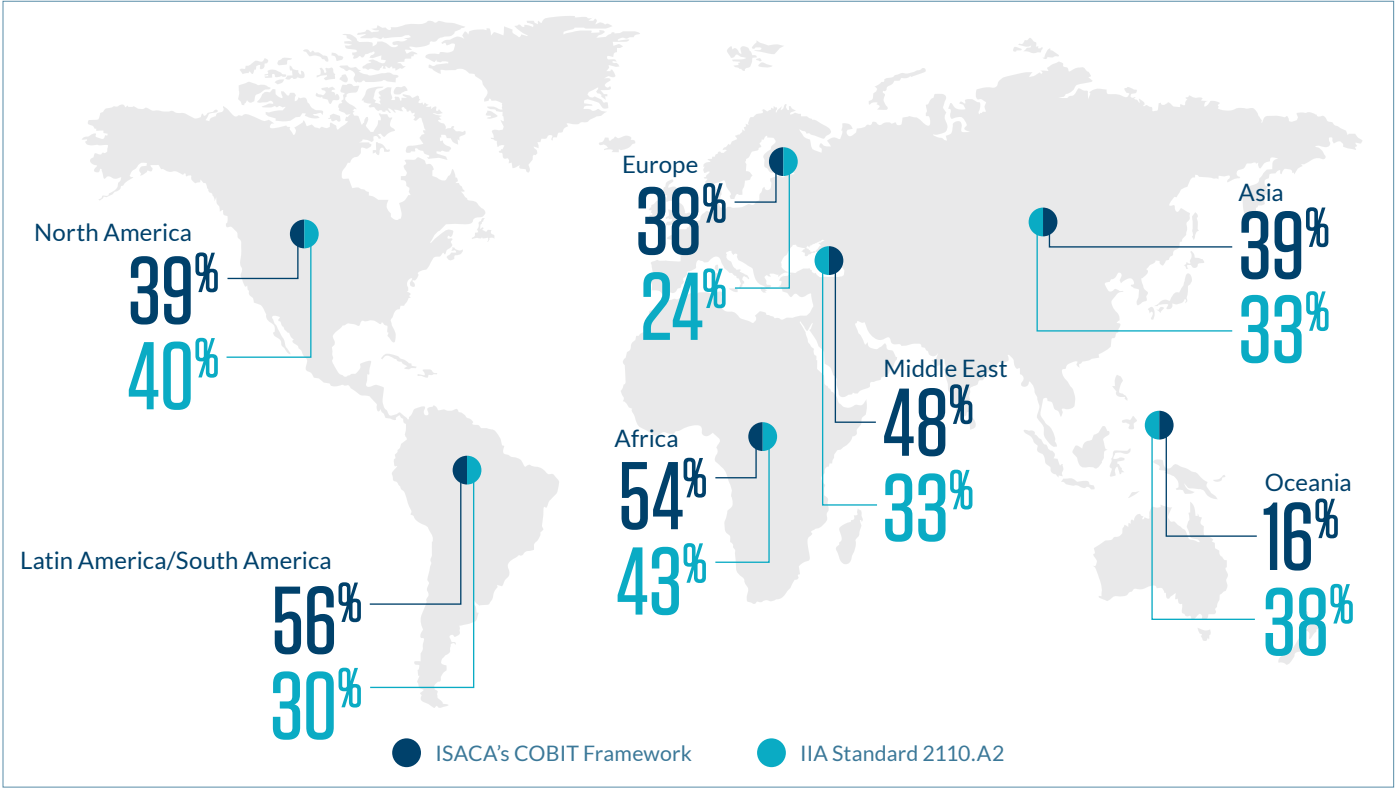 North America
39%
40%
Latin America/South America
56%
30%
Europe
38%
24%
Africa
54%
43%
Middle East
48%
33%
Asia
39%
33%
Oceania
16%
38%
ISACA's COBIT Framework
IIA Standard 2110.A2